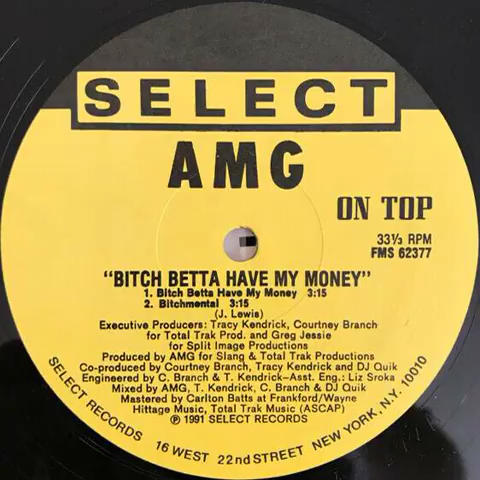 SELECT
AMG
ON TOP
33⅓ RPM
FMS 62377
"BITCH BETTA HAVE MY MONEY"
1. Bitch Betta Have My Money 3:15
2. Bitchmental 3:15
(J. Lewis)
Executive Producers: Tracy Kendrick, Courtney Branch
for Total Trak Prod. and Greg Jessie
for Split Image Productions
Produced by AMG for Slang & Total Trak Productions
Co-produced by Courtney Branch, Tracy Kendrick and DJ Quik
Engineered by C. Branch & T. Kendrick-Asst. Eng.: Liz Sroka
Mixed by AMG, T. Kendrick, C. Branch & DJ Quik
Mastered by Carlton Batts at Frankford/Wayne
Hittage Music, Total Trak Music (ASCAP)
℗ 1991 SELECT RECORDS
SELECT RECORDS 16 WEST 22nd STREET NEW YORK, N.Y. 10010